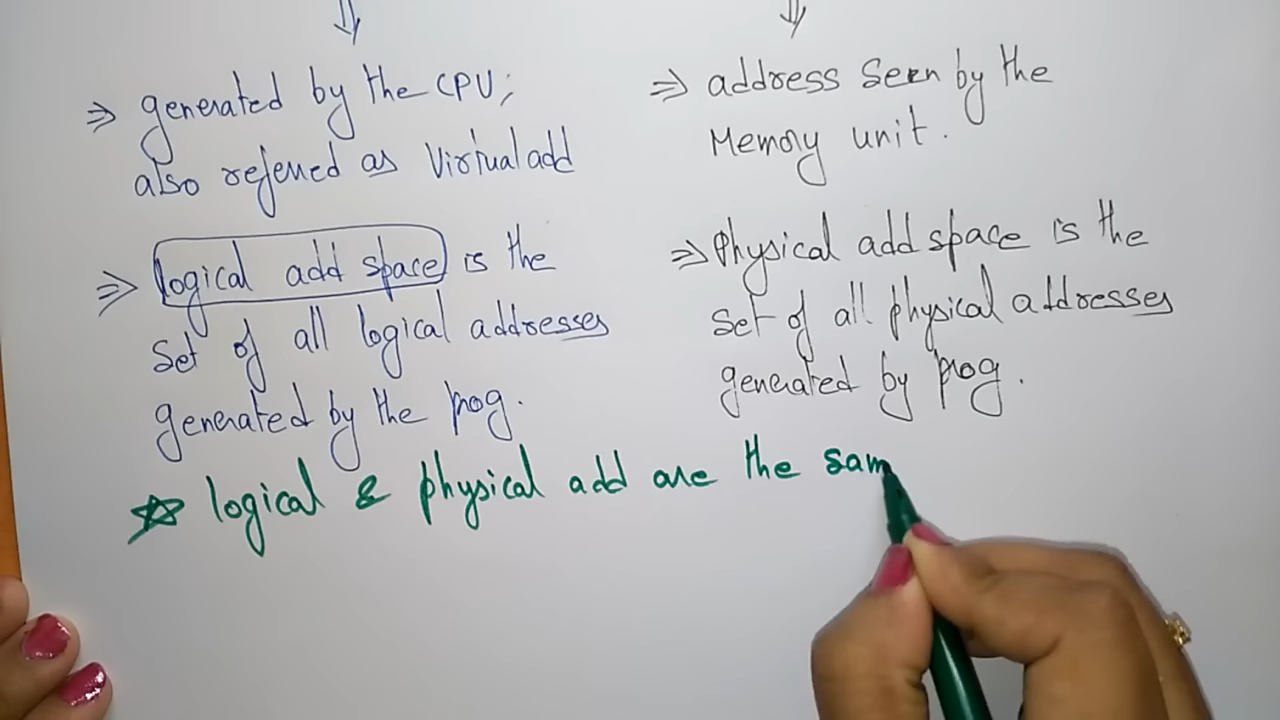 ⇒ generated by the CPU;
also referred as Virtual add
⇒ logical add space is the
set of all logical addresses
generated by the prog.
⇒ address seen by the
Memory unit.
⇒ Physical add space is the
set of all physical addresses
generated by prog.
☆ logical & physical add are the sam